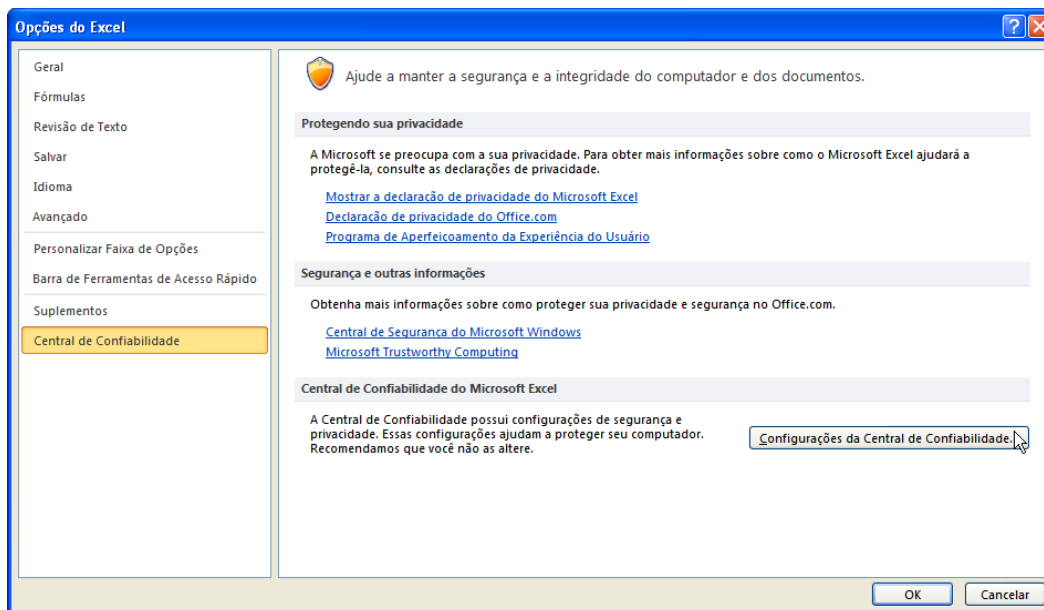 Opções do Excel
Geral
Fórmulas
Revisão de Texto
Salvar
Idioma
Avançado
Personalizar Faixa de Opções
Barra de Ferramentas de Acesso Rápido
Suplementos
Central de Confiabilidade
Ajude a manter a segurança e a integridade do computador e dos documentos.
Protegendo sua privacidade
A Microsoft se preocupa com a sua privacidade. Para obter mais informações sobre como o Microsoft Excel ajudará a
protegê-la, consulte as declarações de privacidade.
Mostrar a declaração de privacidade do Microsoft Excel
Declaração de privacidade do Office.com
Programa de Aperfeicoamento da Experiência do Usuário
Segurança e outras informações
Obtenha mais informações sobre como proteger sua privacidade e segurança no Office.com.
Central de Segurança do Microsoft Windows
Microsoft Trustworthy Computing
Central de Confiabilidade do Microsoft Excel
A Central de Confiabilidade possui configurações de segurança e
privacidade. Essas configurações ajudam a proteger seu computador.
Recomendamos que você não as altere.
Configurações da Central de Confiabilidade.
OK
Cancelar